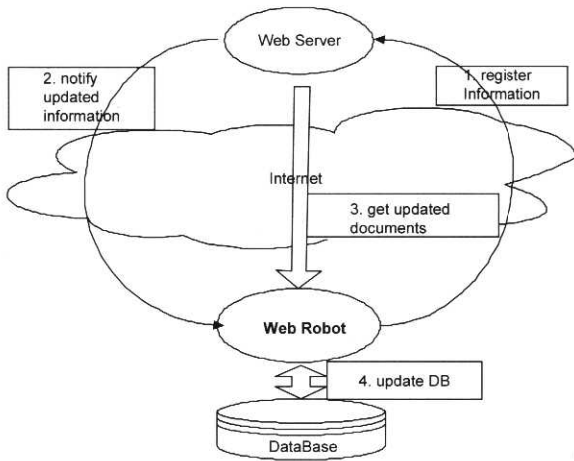 Web Server
2. notify
updated
information
1. register
Information
Internet
3. get updated
documents
Web Robot
4. update DB
DataBase